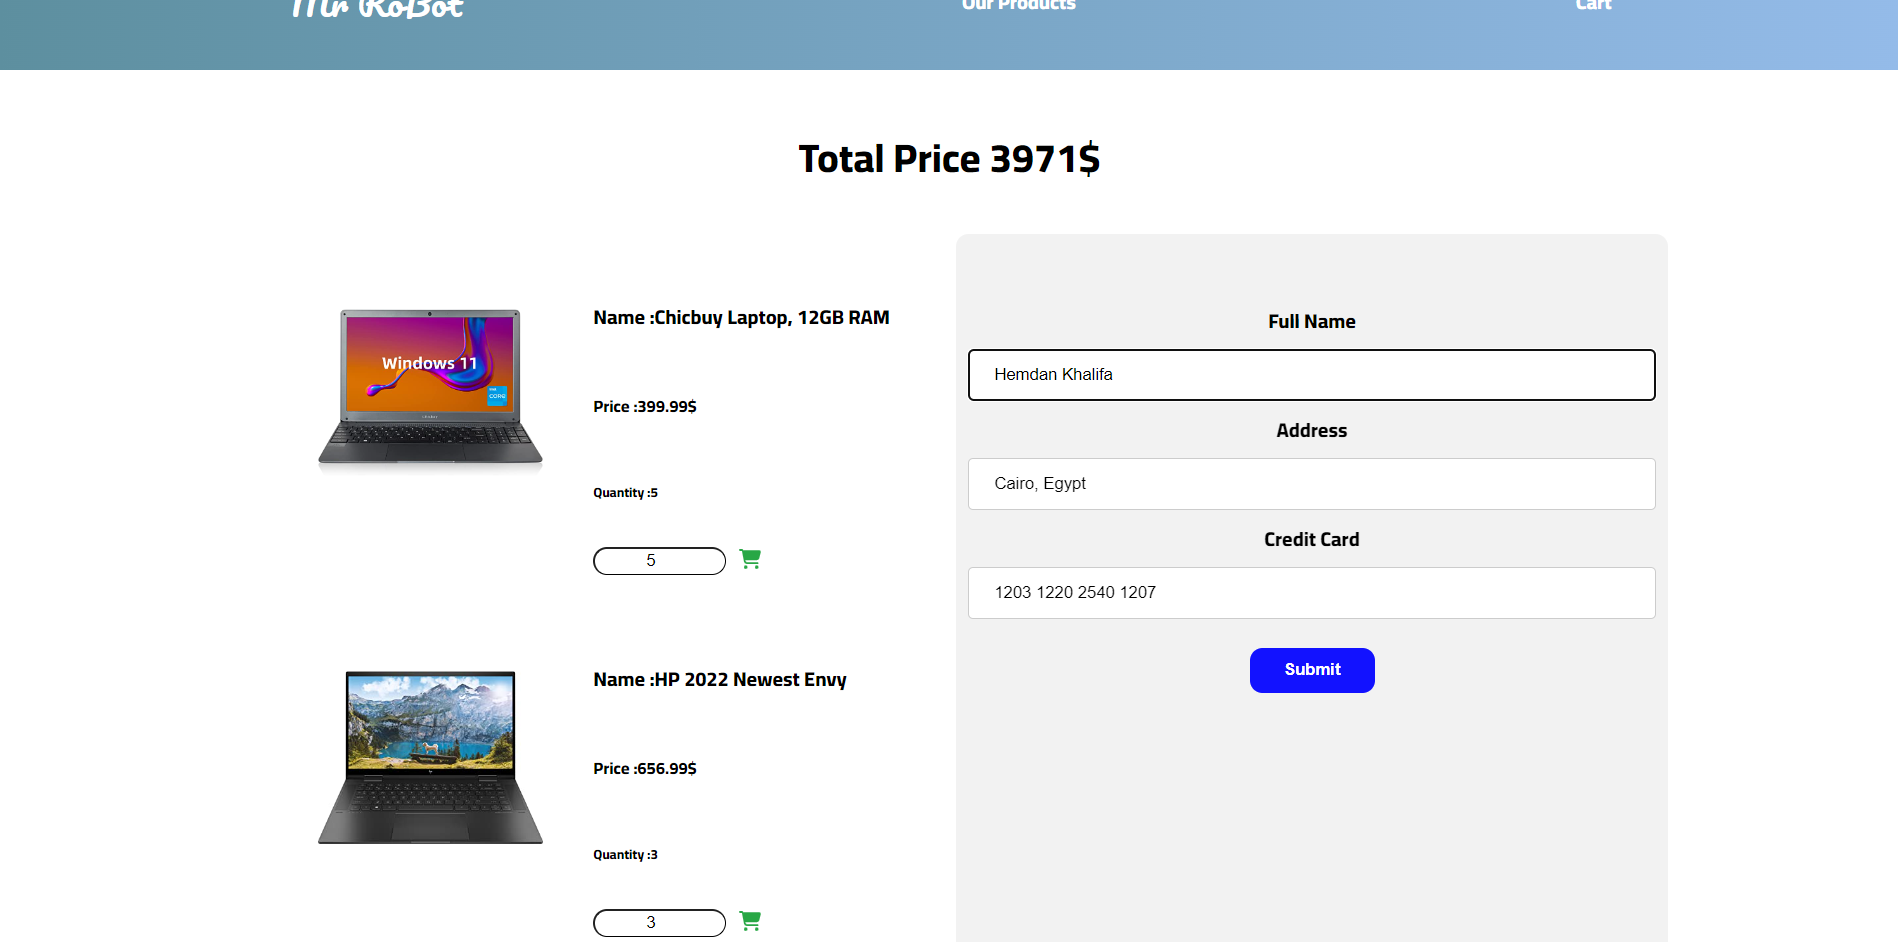 Mr RoBot
Our Products
Cart
Total Price 3971$
Name :Chicbuy Laptop, 12GB RAM
Windows 11
Price :399.99$
Quantity :5
5
Name :HP 2022 Newest Envy
Price :656.99$
Quantity :3
3
Full Name
Hemdan Khalifa
Address
Cairo, Egypt
Credit Card
1203 1220 2540 1207
Submit